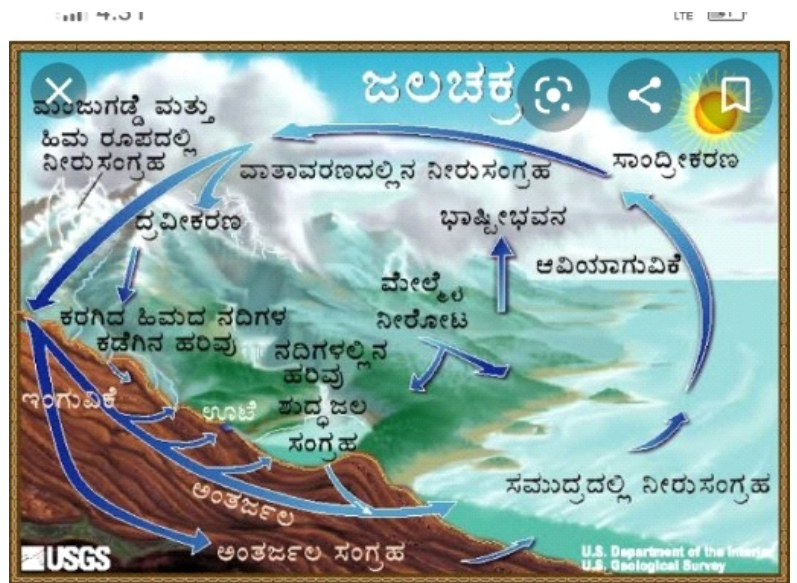 LTE
ಜಲಚಕ್ರ
ಮಂಜುಗಡ್ಡೆ ಮತ್ತು
ಹಿಮ ರೂಪದಲ್ಲಿ
ನೀರುಸಂಗ್ರಹ
ವಾತಾವರಣದಲ್ಲಿನ ನೀರುಸಂಗ್ರಹ
ಸಾಂದ್ರೀಕರಣ
ದ್ರವೀಕರಣ
ಭಾಷ್ಪೀಭವನ
ಆವಿಯಾಗುವಿಕೆ
ಮೇಲ್ಮೈ
ನೀರೋಟ
ಕರಗಿದ ಹಿಮದ ನದಿಗಳ
ಕಡೆಗಿನ ಹರಿವು
ನದಿಗಳಲ್ಲಿನ
ಹರಿವು
ಇಂಗುವಿಕೆ
ಊಟೆ
ಶುದ್ಧಜಲ
ಸಂಗ್ರಹ
ಸಮುದ್ರದಲ್ಲಿ ನೀರುಸಂಗ್ರಹ
ಅಂತರ್ಜಲ
ಅಂತರ್ಜಲ ಸಂಗ್ರಹ
USGS
U.S. Department of the Interior
U.S. Geological Survey